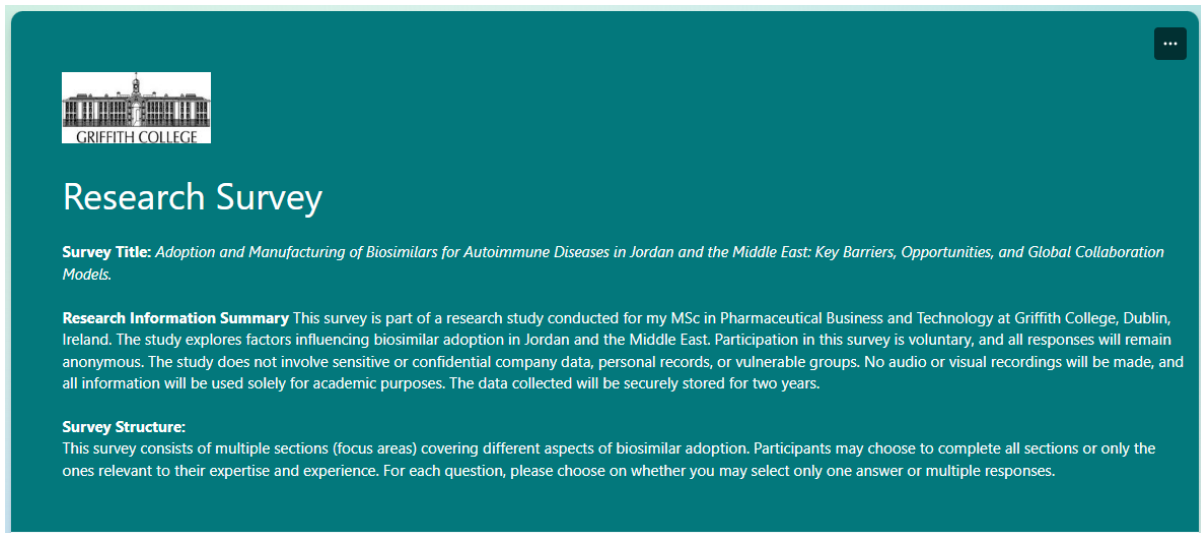 GRIFFITH COLLEGE
Research Survey
Survey Title: Adoption and Manufacturing of Biosimilars for Autoimmune Diseases in Jordan and the Middle East: Key Barriers, Opportunities, and Global Collaboration
Models.
Research Information Summary This survey is part of a research study conducted for my MSc in Pharmaceutical Business and Technology at Griffith College, Dublin,
Ireland. The study explores factors influencing biosimilar adoption in Jordan and the Middle East. Participation in this survey is voluntary, and all responses will remain
anonymous. The study does not involve sensitive or confidential company data, personal records, or vulnerable groups. No audio or visual recordings will be made, and
all information will be used solely for academic purposes. The data collected will be securely stored for two years.
Survey Structure:
This survey consists of multiple sections (focus areas) covering different aspects of biosimilar adoption. Participants may choose to complete all sections or only the
ones relevant to their expertise and experience. For each question, please choose on whether you may select only one answer or multiple responses.